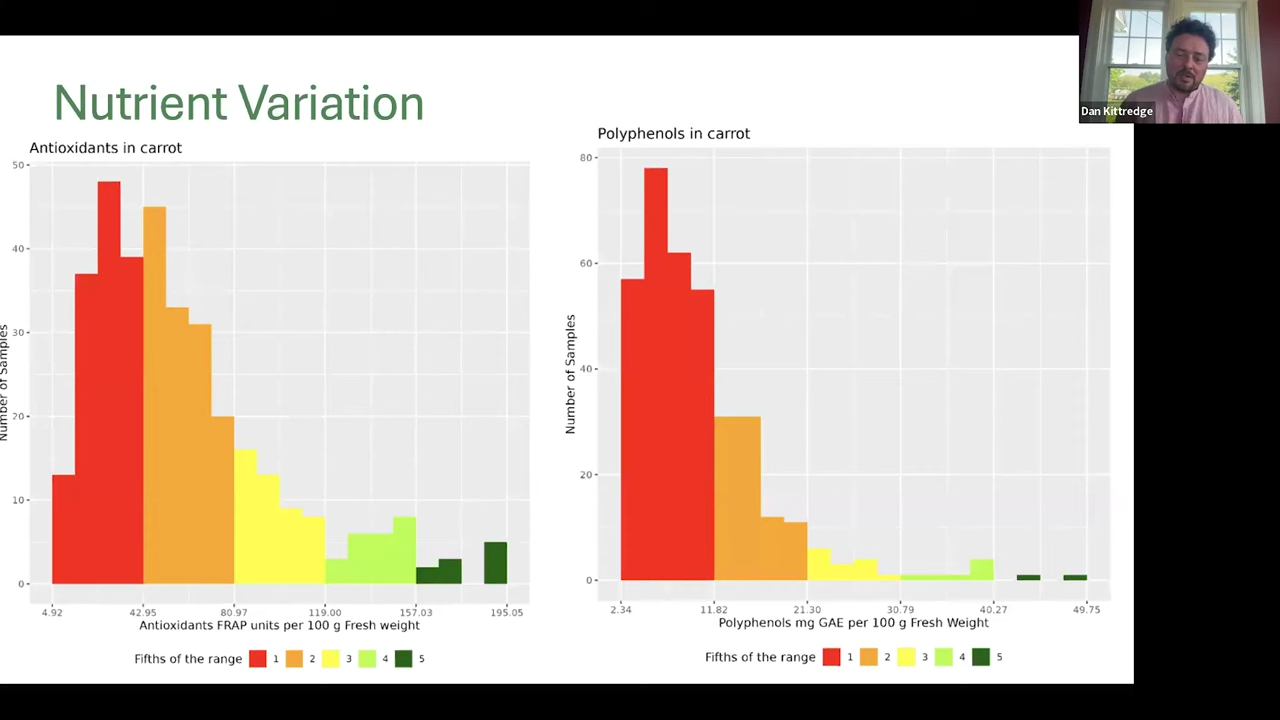 Nutrient Variation
Dan Kittredge
Antioxidants in carrot
Number of Samples
50
40
30
20
10
0
4.92 42.95 80.97 119.00 157.03 195.05
Antioxidants FRAP units per 100 g Fresh weight
Fifths of the range 1 2 3 4 5
Polyphenols in carrot
Number of Samples
80
60
40
20
0
2.34 11.82 21.30 30.79 40.27 49.75
Polyphenols mg GAE per 100 g Fresh Weight
Fifths of the range 1 2 3 4 5